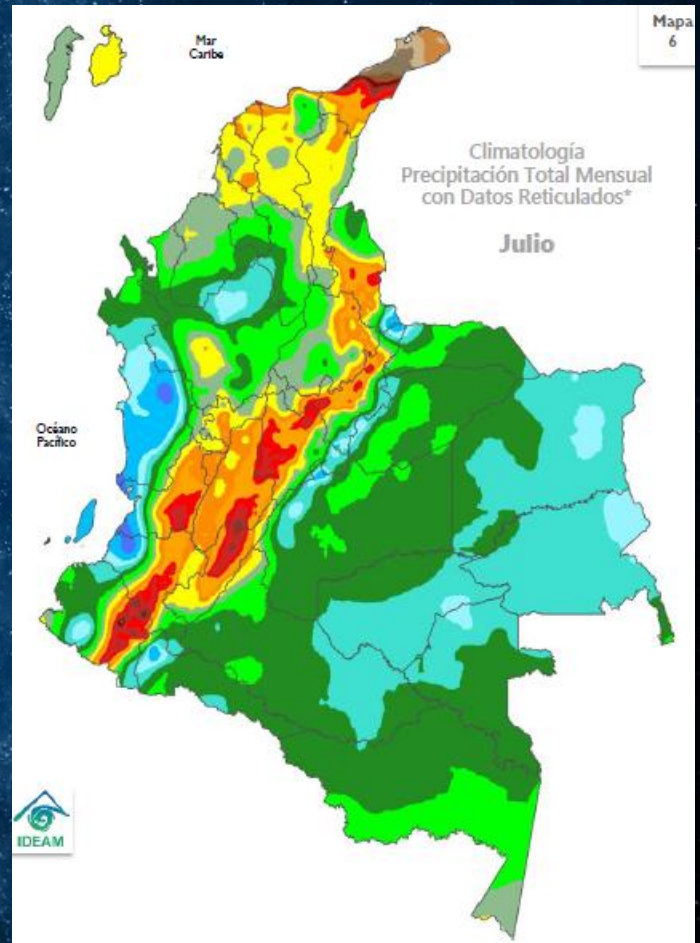 Mapa
6
Mar
Caribe
Climatología
Precipitación Total Mensual
con Datos Reticulados*
Julio
Océano
Pacífico
IDEAM